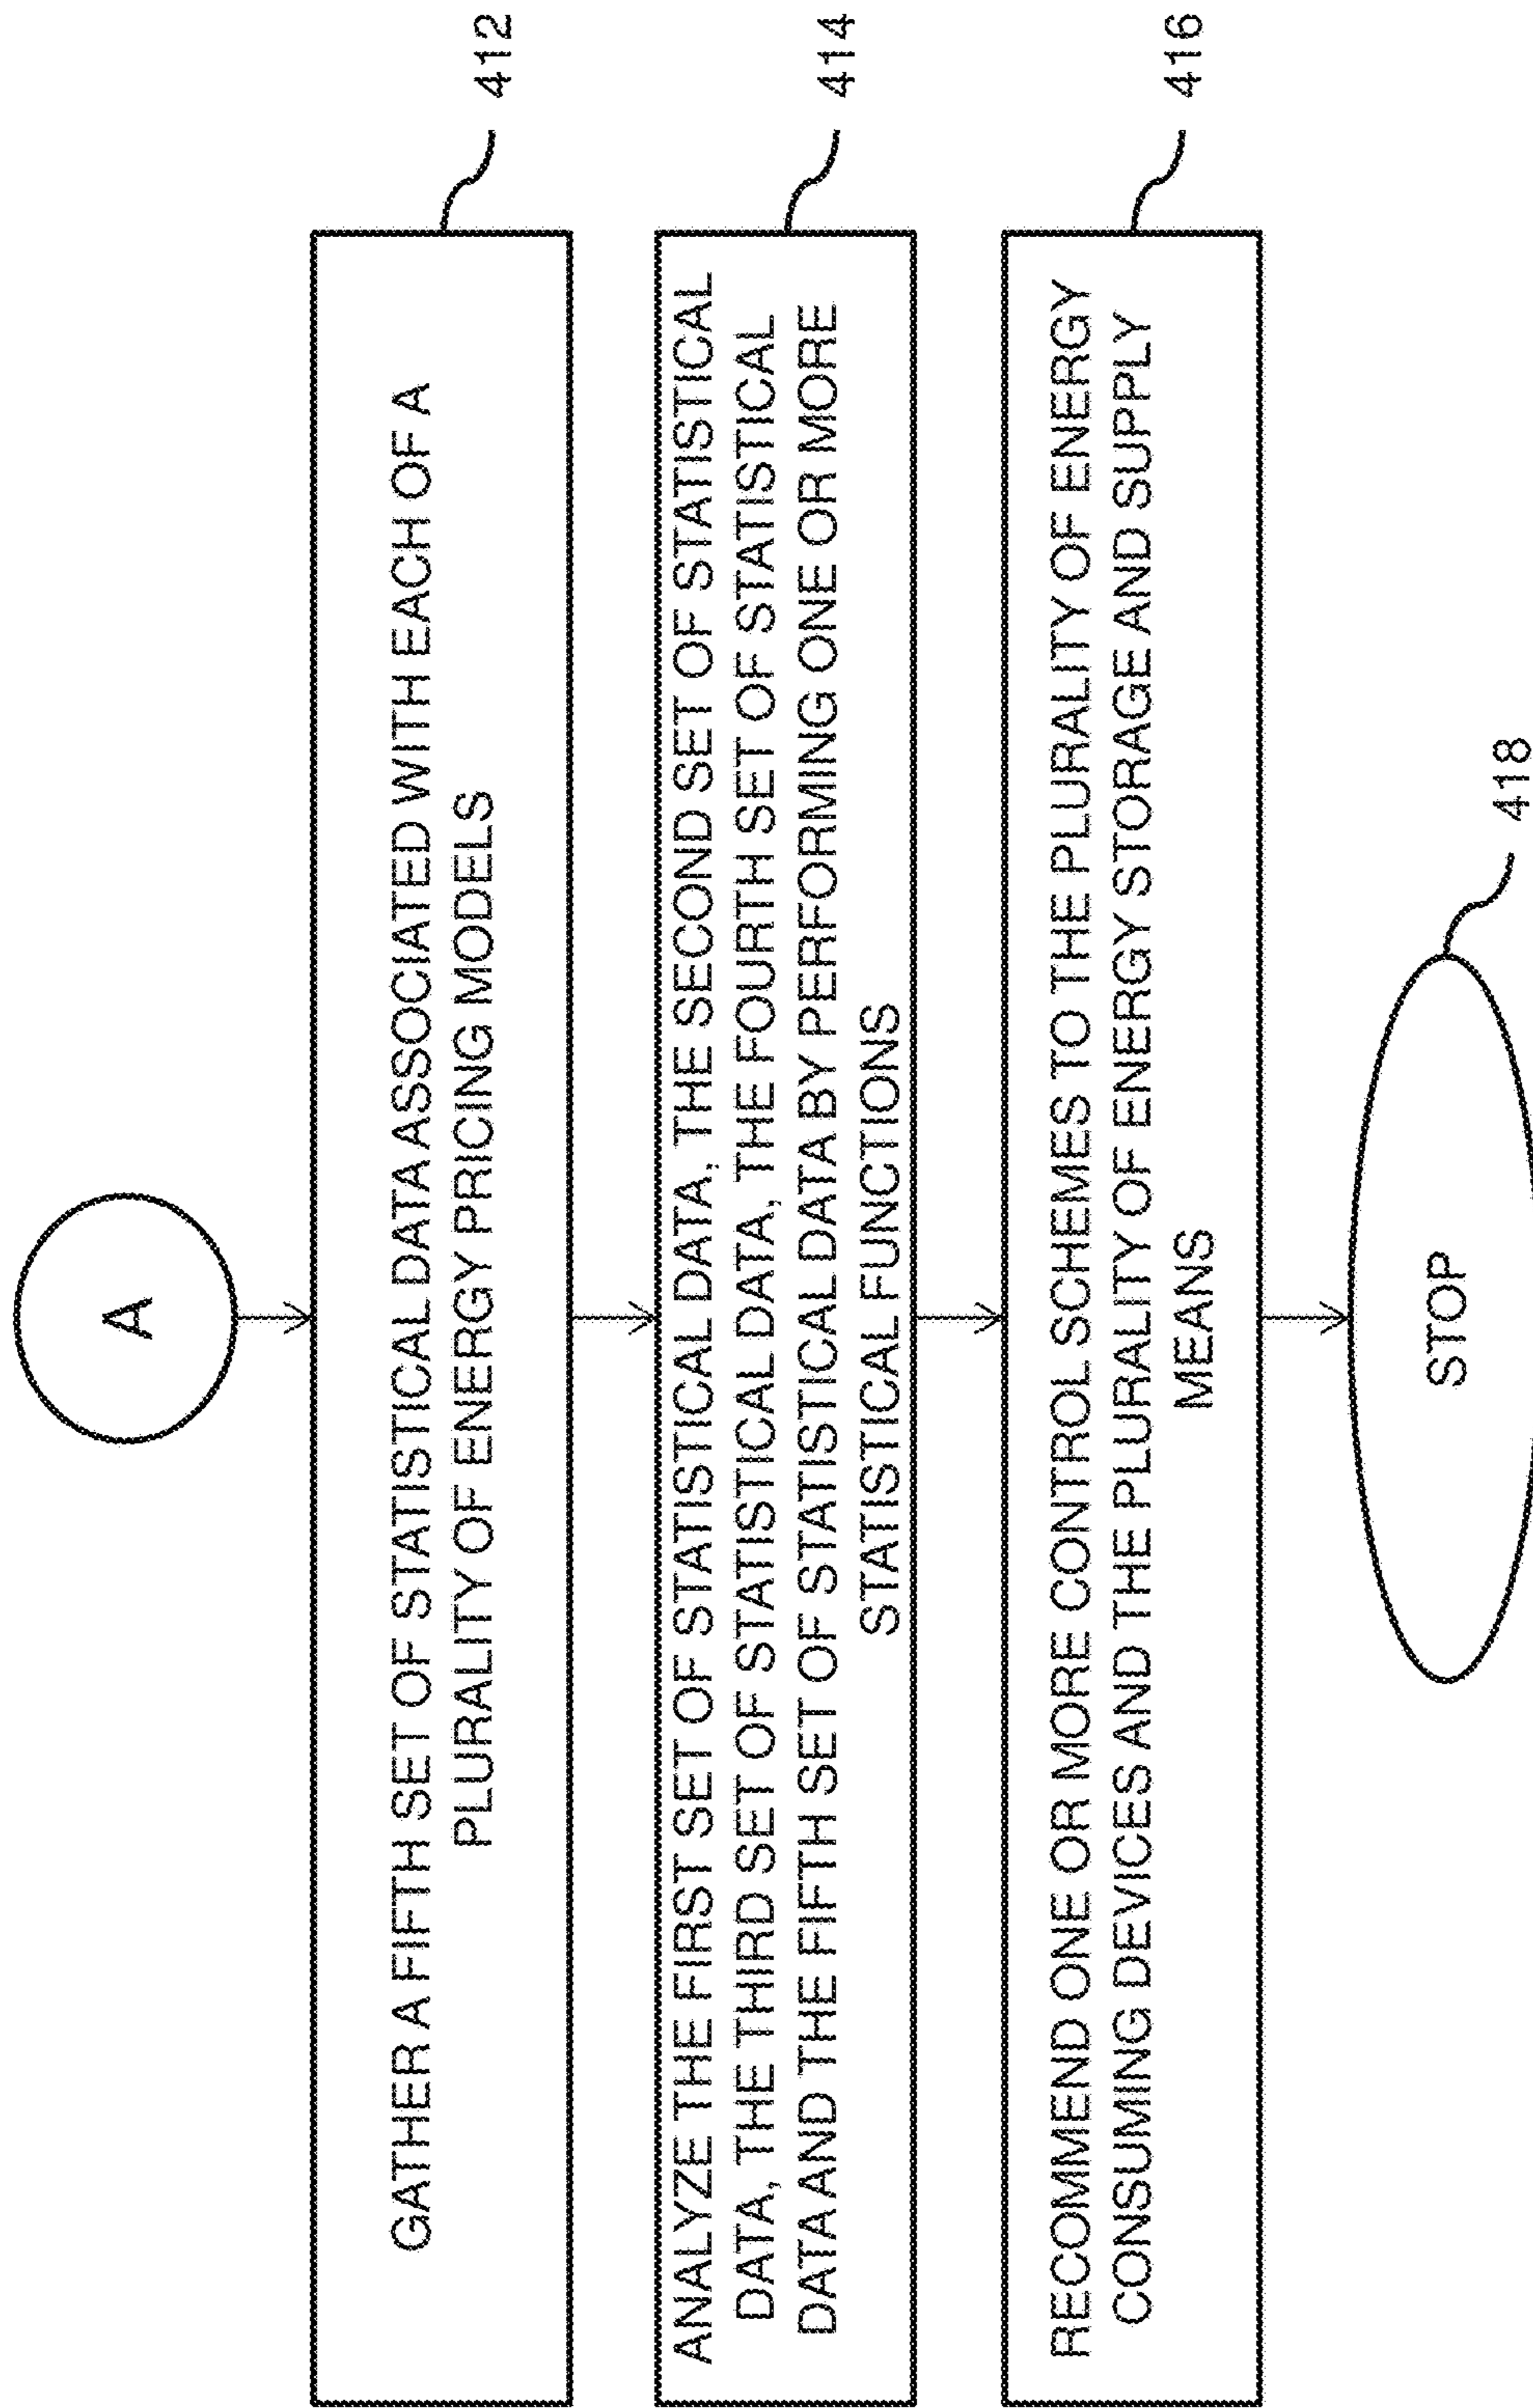 A
GATHER A FIFTH SET OF STATISTICAL DATA ASSOCIATED WITH EACH OF A
PLURALITY OF ENERGY PRICING MODELS
412
ANALYZE THE FIRST SET OF STATISTICAL DATA, THE SECOND SET OF STATISTICAL
DATA, THE THIRD SET OF STATISTICAL DATA, THE FOURTH SET OF STATISTICAL
DATA AND THE FIFTH SET OF STATISTICAL DATA BY PERFORMING ONE OR MORE
STATISTICAL FUNCTIONS
414
RECOMMEND ONE OR MORE CONTROL SCHEMES TO THE PLURALITY OF ENERGY
CONSUMING DEVICES AND THE PLURALITY OF ENERGY STORAGE AND SUPPLY
MEANS
416
STOP
418